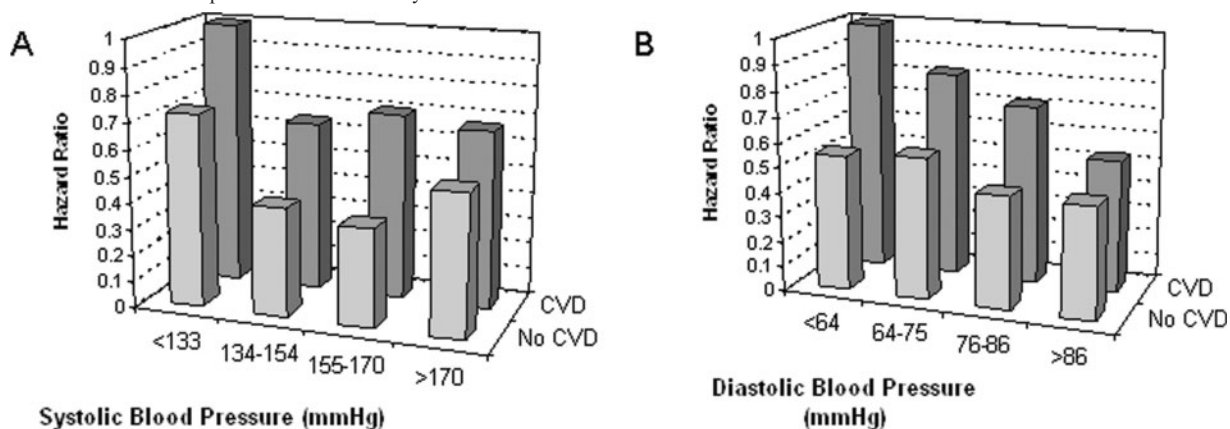 A
Hazard Ratio
1
0.9
0.8
0.7
0.6
0.5
0.4
0.3
0.2
0.1
0
<133
134-154
155-170
>170
CVD
No CVD
Systolic Blood Pressure (mmHg)
B
Hazard Ratio
1
0.9
0.8
0.7
0.6
0.5
0.4
0.3
0.2
0.1
0
<64
64-75
76-86
>86
CVD
No CVD
Diastolic Blood Pressure
(mmHg)